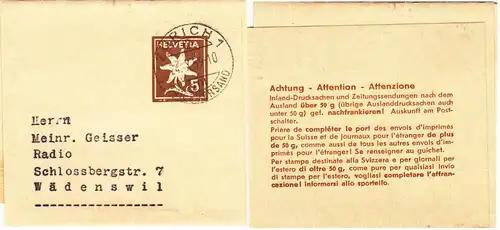 RICH 1
10
HELVETIA
5
RSAND
Herrn
Meinr. Geisser
Radio
Schlossbergstr. 7
Wädenswil
Achtung - Attention - Attenzione
Inland-Drucksachen und Zeitungssendungen nach dem
Ausland über 50 g (übrige Auslanddrucksachen auch
unter 50 g) gef. nachfrankieren! Auskunft am Post-
schalter.
Prière de compléter le port des envois d'imprimés
pour la Suisse et de journaux pour l'étranger de plus
de 50 g, comme aussi de tous les autres envois d'im-
primés pour l'étranger! Se renseigner au guichet.
Per stampe destinate alla Svizzera e per giornali per
l'estero di oltre 50 g, come pure per qualsiasi invio
di stampe per l'estero, vogliasi completare l'affran-
cazione! Informarsi allo sportello.